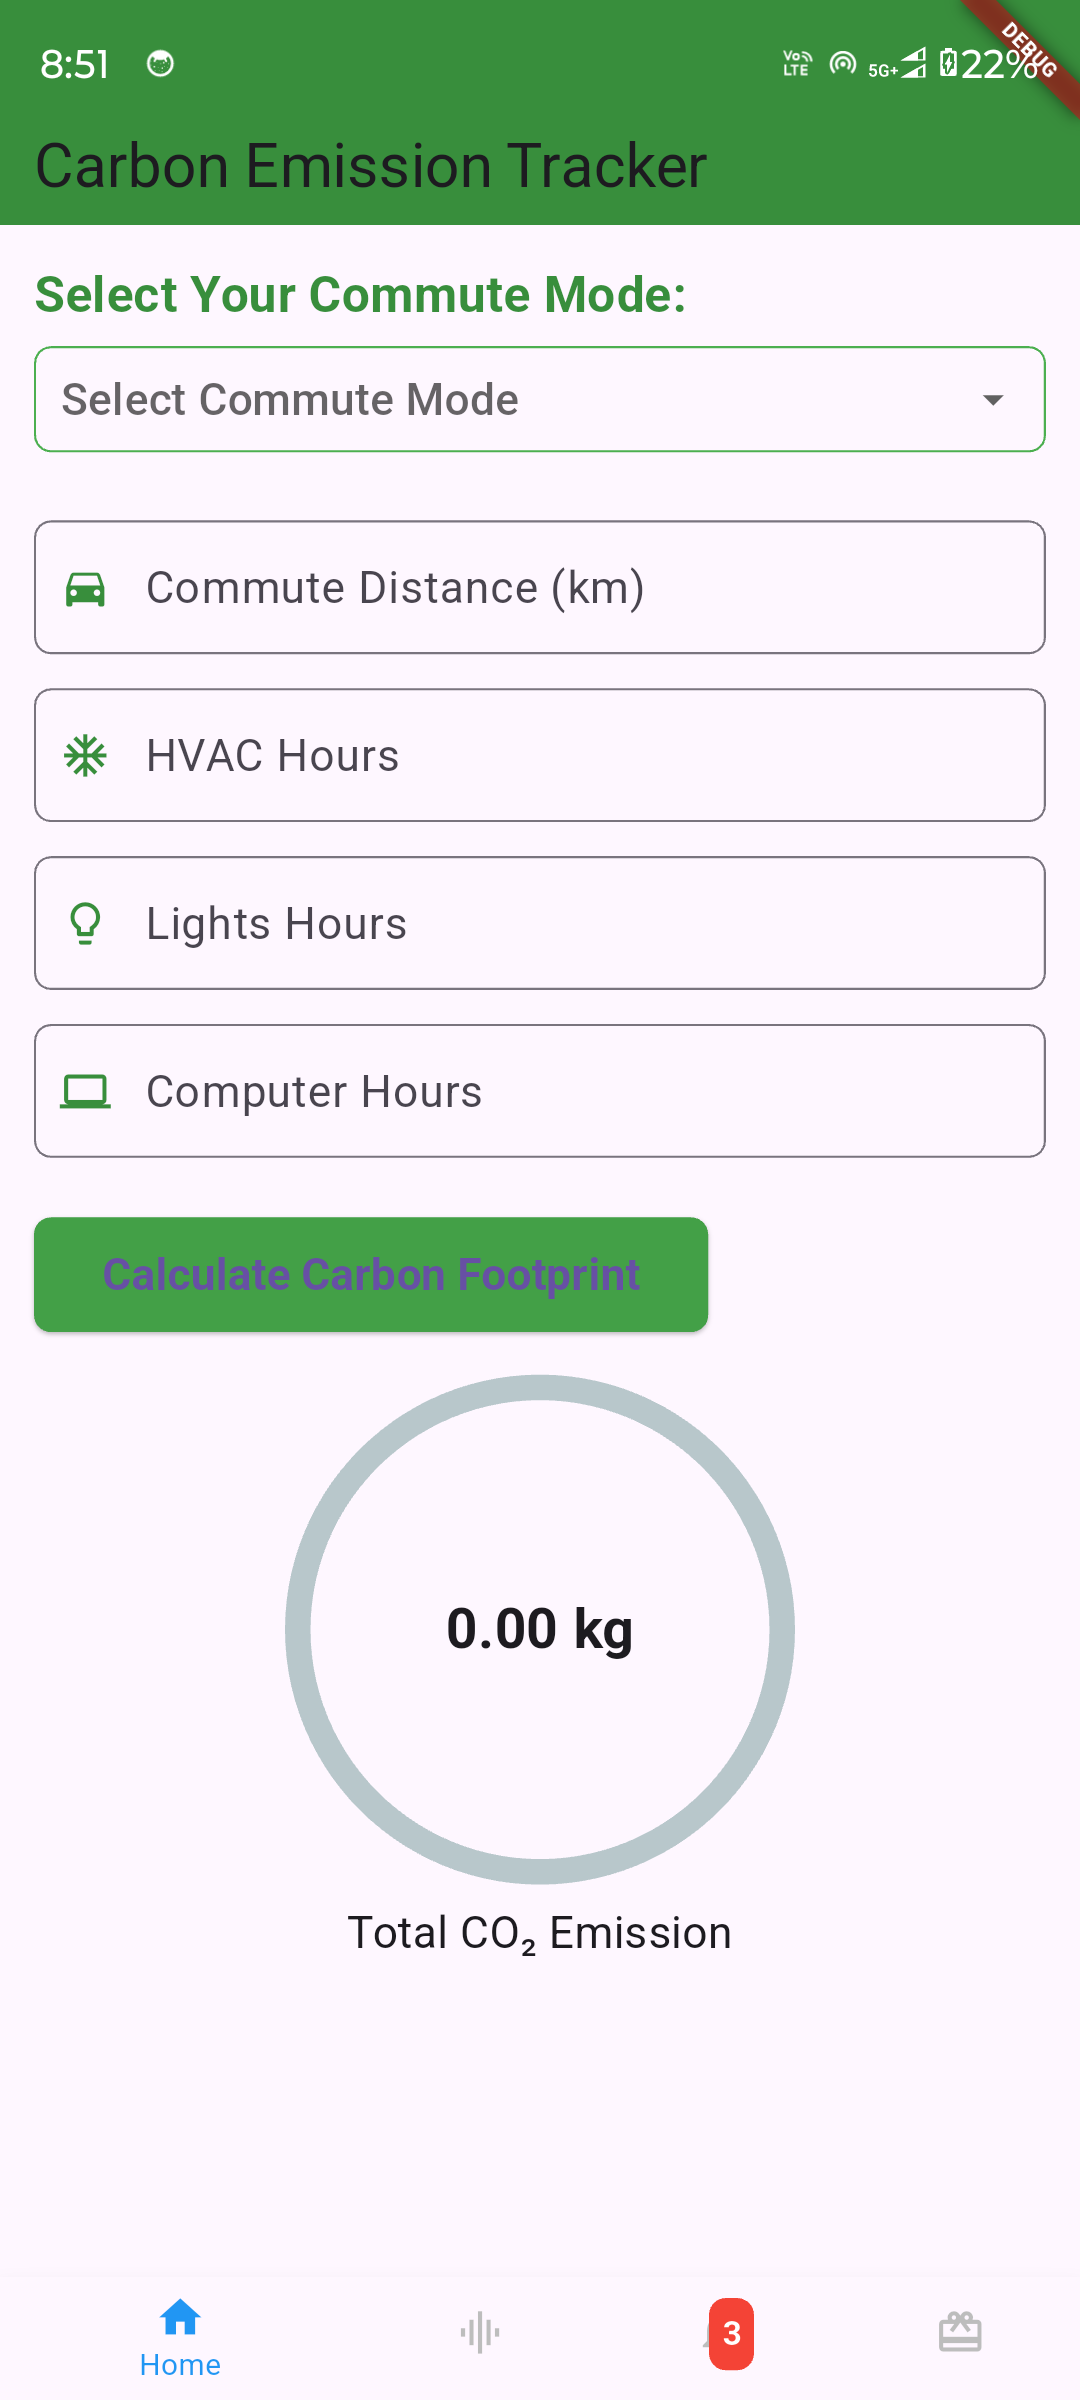 8:51
Vo LTE 5G+ 22%
DEBUG
Carbon Emission Tracker
Select Your Commute Mode:
Select Commute Mode
Commute Distance (km)
HVAC Hours
Lights Hours
Computer Hours
Calculate Carbon Footprint
0.00 kg
Total CO₂ Emission
3
Home